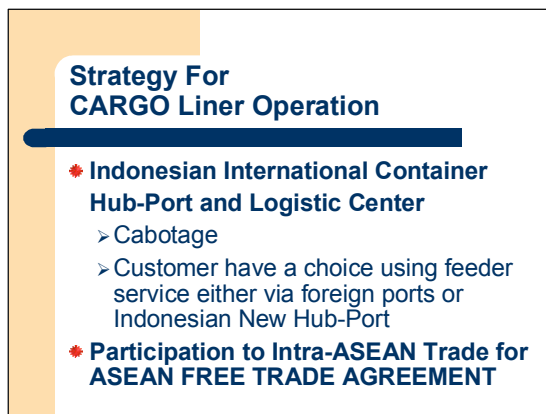 Strategy For
CARGO Liner Operation
Indonesian International Container
Hub-Port and Logistic Center
Cabotage
Customer have a choice using feeder
service either via foreign ports or
Indonesian New Hub-Port
Participation to Intra-ASEAN Trade for
ASEAN FREE TRADE AGREEMENT